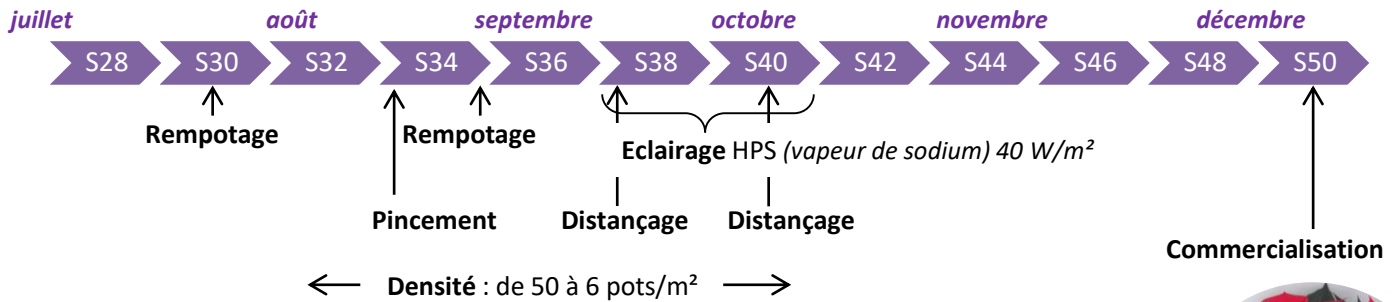 juillet août septembre octobre novembre décembre
S28 S30 S32 S34 S36 S38 S40 S42 S44 S46 S48 S50
Rempotage Rempotage
Eclairage HPS (vapeur de sodium) 40 W/m²
Pincement Distançage Distançage
Commercialisation
Densité : de 50 à 6 pots/m²